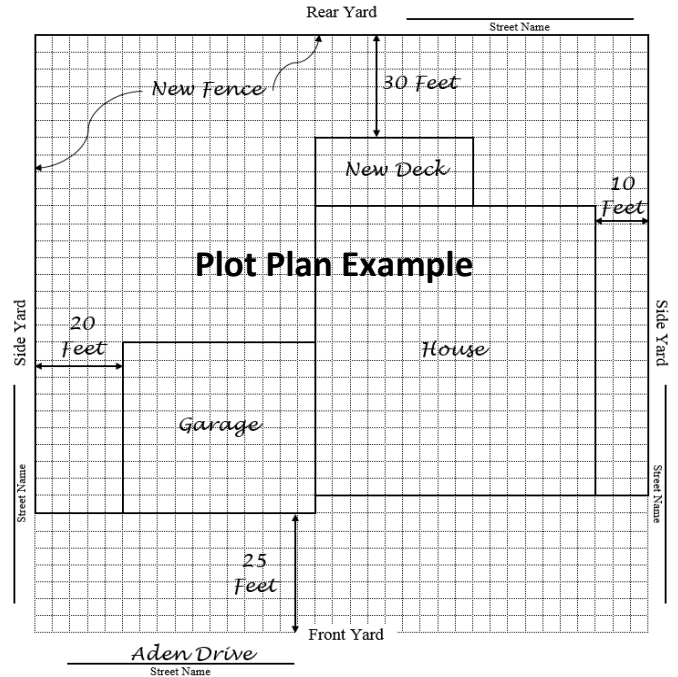 Rear Yard
Street Name
New Fence
30 Feet
New Deck
10
Feet
Plot Plan Example
Side Yard
20
Feet
House
Side Yard
Garage
Street Name
Street Name
25
Feet
Front Yard
Aden Drive
Street Name